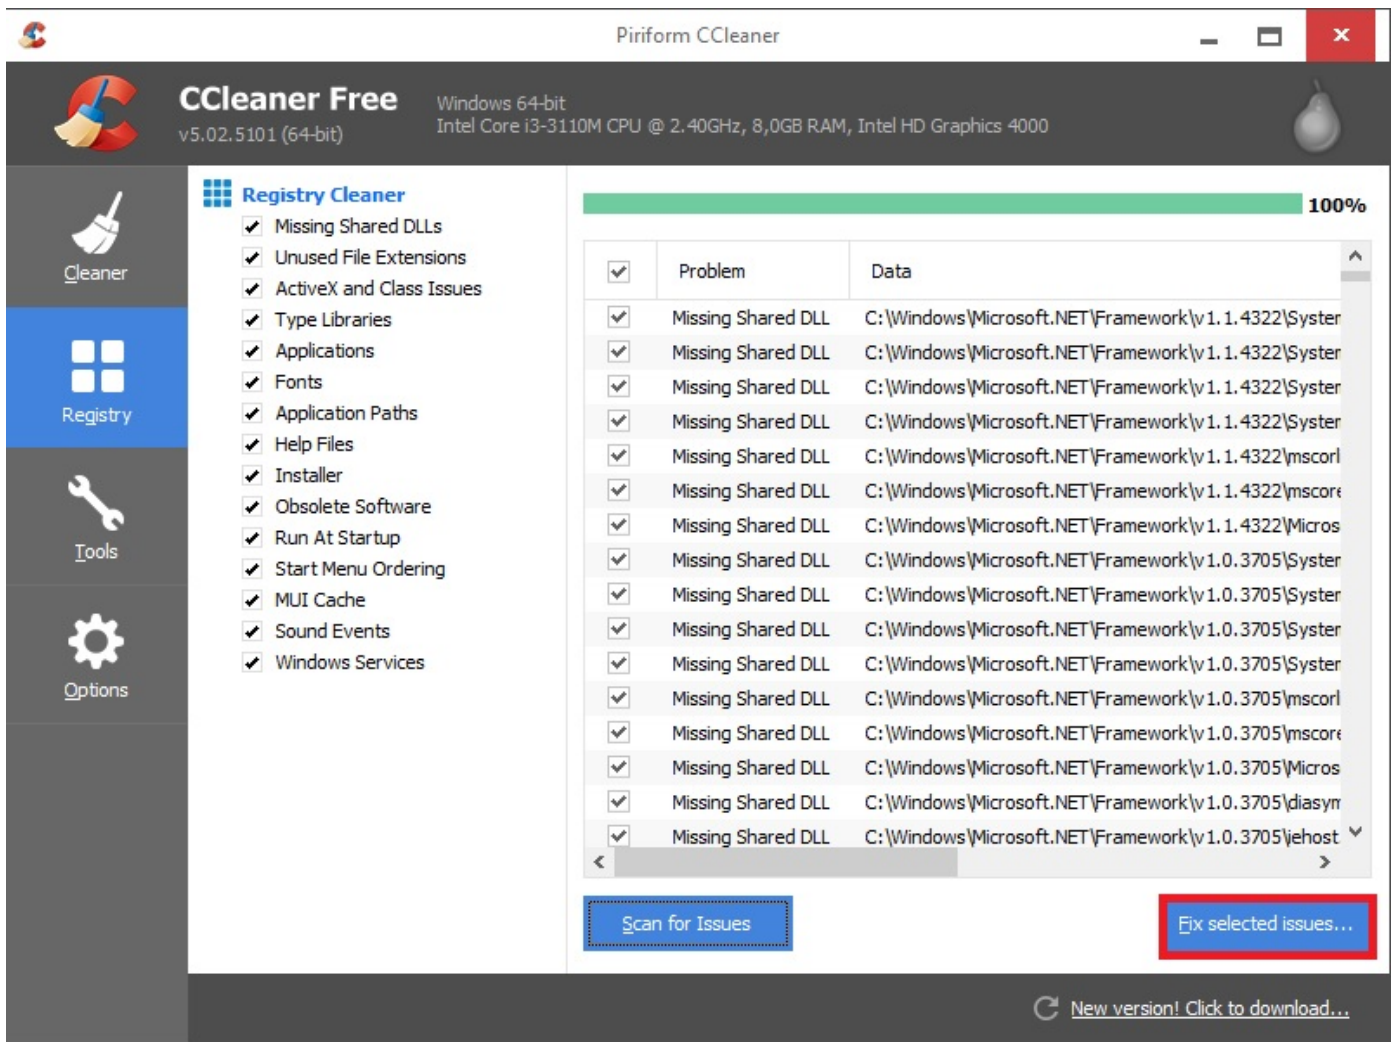 Piriform CCleaner
CCleaner Free
v5.02.5101 (64-bit)
Windows 64-bit
Intel Core i3-3110M CPU @ 2.40GHz, 8,0GB RAM, Intel HD Graphics 4000
Cleaner
Registry
Tools
Options
Registry Cleaner
Missing Shared DLLs
Unused File Extensions
ActiveX and Class Issues
Type Libraries
Applications
Fonts
Application Paths
Help Files
Installer
Obsolete Software
Run At Startup
Start Menu Ordering
MUI Cache
Sound Events
Windows Services
100%
Problem Data
Missing Shared DLL C:\Windows\Microsoft.NET\Framework\v1.1.4322\System
Missing Shared DLL C:\Windows\Microsoft.NET\Framework\v1.1.4322\System
Missing Shared DLL C:\Windows\Microsoft.NET\Framework\v1.1.4322\System
Missing Shared DLL C:\Windows\Microsoft.NET\Framework\v1.1.4322\System
Missing Shared DLL C:\Windows\Microsoft.NET\Framework\v1.1.4322\mscorl
Missing Shared DLL C:\Windows\Microsoft.NET\Framework\v1.1.4322\mscore
Missing Shared DLL C:\Windows\Microsoft.NET\Framework\v1.1.4322\Micros
Missing Shared DLL C:\Windows\Microsoft.NET\Framework\v1.0.3705\System
Missing Shared DLL C:\Windows\Microsoft.NET\Framework\v1.0.3705\System
Missing Shared DLL C:\Windows\Microsoft.NET\Framework\v1.0.3705\System
Missing Shared DLL C:\Windows\Microsoft.NET\Framework\v1.0.3705\System
Missing Shared DLL C:\Windows\Microsoft.NET\Framework\v1.0.3705\mscorl
Missing Shared DLL C:\Windows\Microsoft.NET\Framework\v1.0.3705\mscore
Missing Shared DLL C:\Windows\Microsoft.NET\Framework\v1.0.3705\Micros
Missing Shared DLL C:\Windows\Microsoft.NET\Framework\v1.0.3705\diasym
Missing Shared DLL C:\Windows\Microsoft.NET\Framework\v1.0.3705\iehost.
Scan for Issues
Fix selected issues...
New version! Click to download...